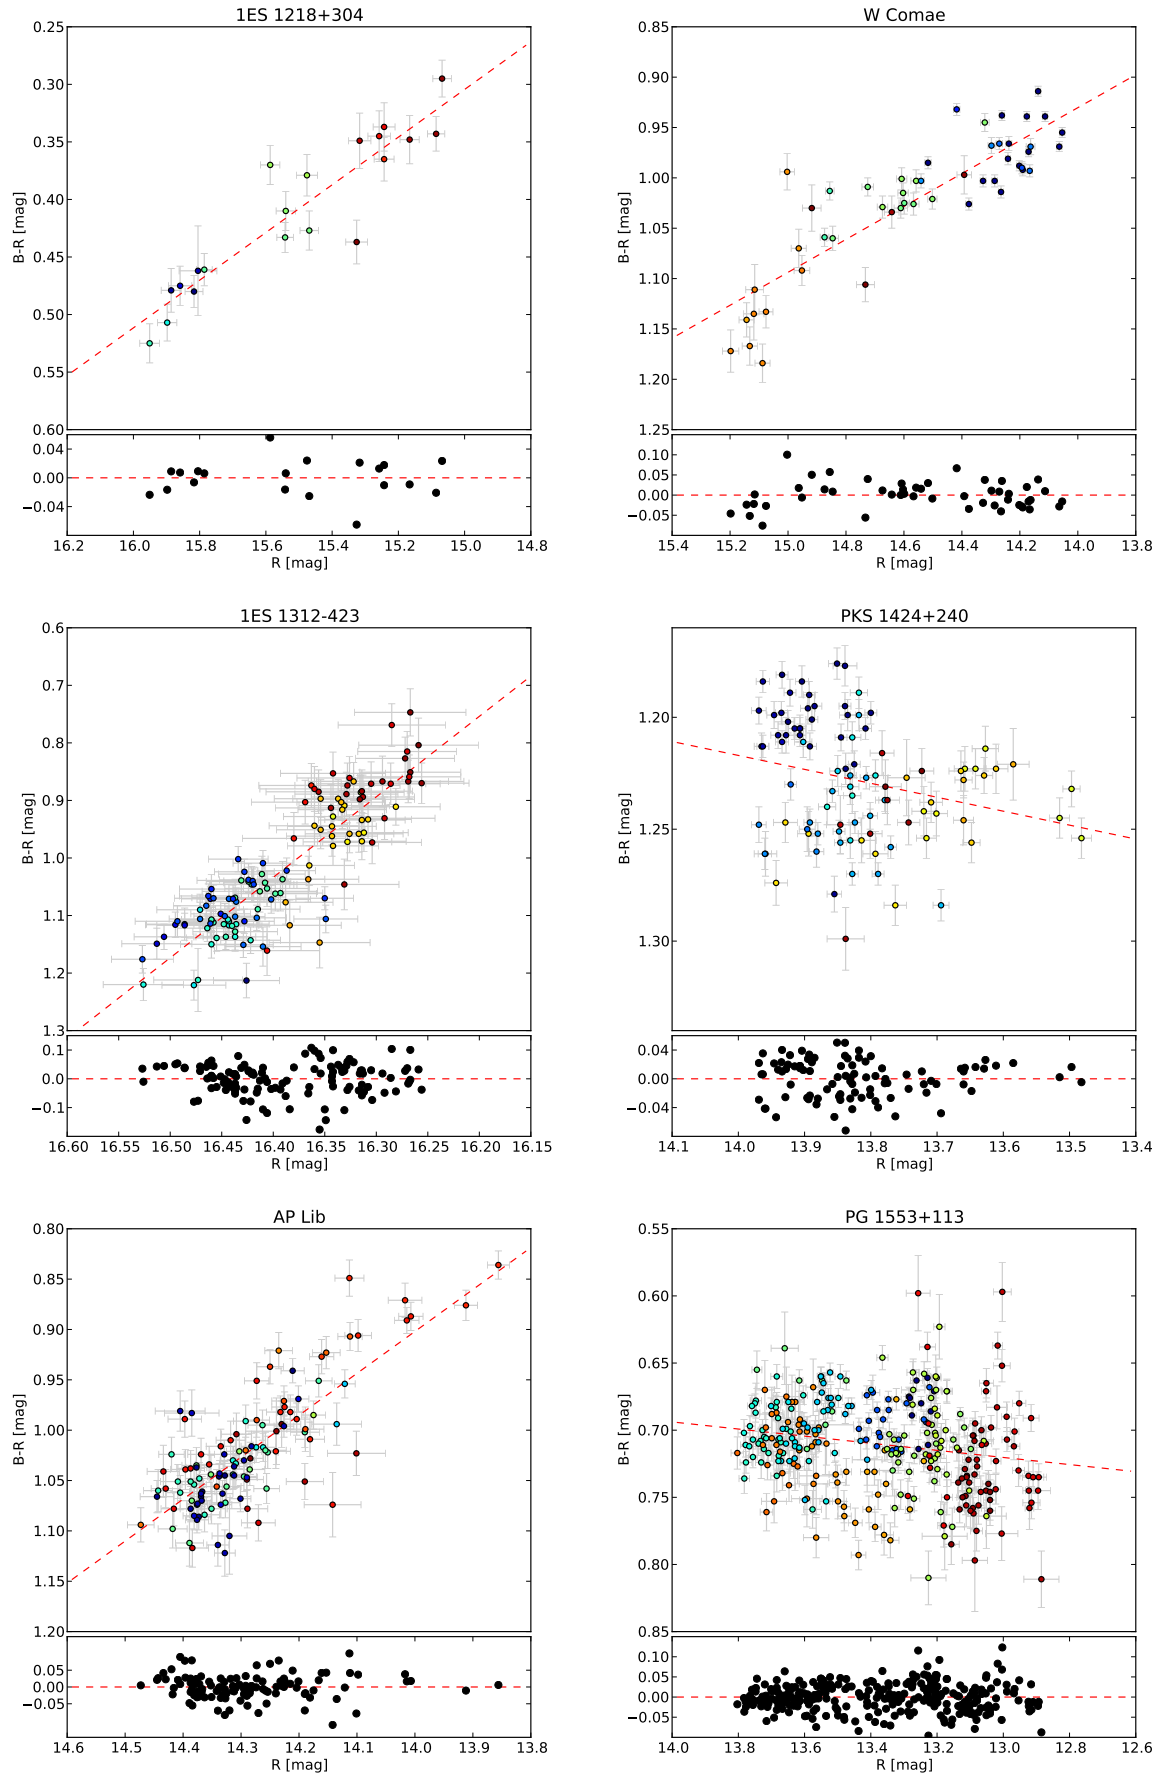 1ES 1218+304
0.25
0.30
0.35
0.40
0.45
0.50
0.55
0.60
B-R [mag]
0.04
0.00
−0.04
16.2 16.0 15.8 15.6 15.4 15.2 15.0 14.8
R [mag]
W Comae
0.85
0.90
0.95
1.00
1.05
1.10
1.15
1.20
1.25
B-R [mag]
0.10
0.05
0.00
−0.05
15.4 15.2 15.0 14.8 14.6 14.4 14.2 14.0 13.8
R [mag]
1ES 1312-423
0.6
0.7
0.8
0.9
1.0
1.1
1.2
1.3
B-R [mag]
0.1
0.0
−0.1
16.60 16.55 16.50 16.45 16.40 16.35 16.30 16.25 16.20 16.15
R [mag]
PKS 1424+240
1.20
1.25
1.30
B-R [mag]
0.04
0.00
−0.04
14.1 14.0 13.9 13.8 13.7 13.6 13.5 13.4
R [mag]
AP Lib
0.80
0.85
0.90
0.95
1.00
1.05
1.10
1.15
1.20
B-R [mag]
0.05
0.00
−0.05
14.6 14.5 14.4 14.3 14.2 14.1 14.0 13.9 13.8
R [mag]
PG 1553+113
0.55
0.60
0.65
0.70
0.75
0.80
0.85
B-R [mag]
0.10
0.05
0.00
−0.05
14.0 13.8 13.6 13.4 13.2 13.0 12.8 12.6
R [mag]